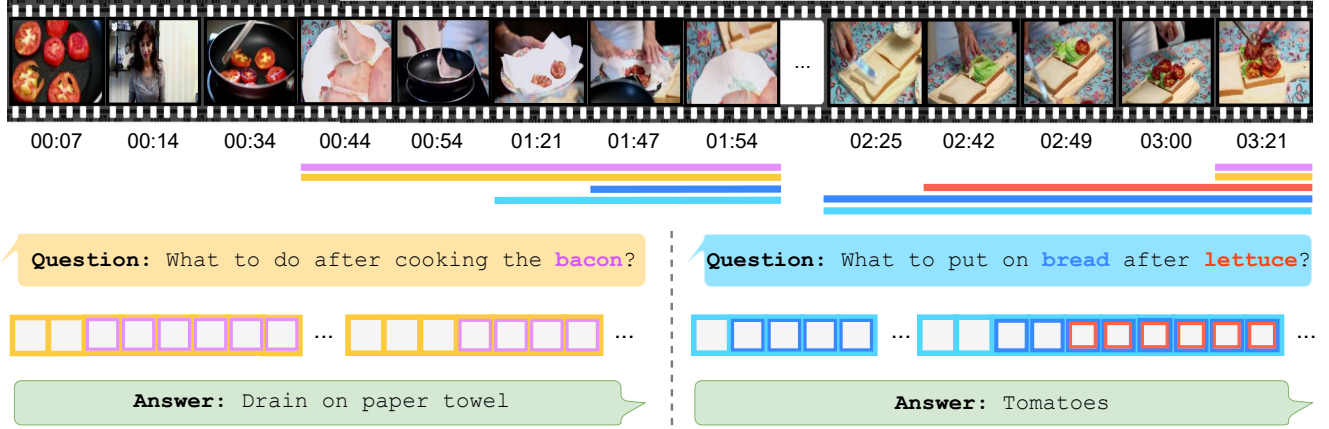 ...
00:07 00:14 00:34 00:44 00:54 01:21 01:47 01:54 02:25 02:42 02:49 03:00 03:21
Question: What to do after cooking the bacon?
Question: What to put on bread after lettuce?
... ...
... ...
Answer: Drain on paper towel
Answer: Tomatoes